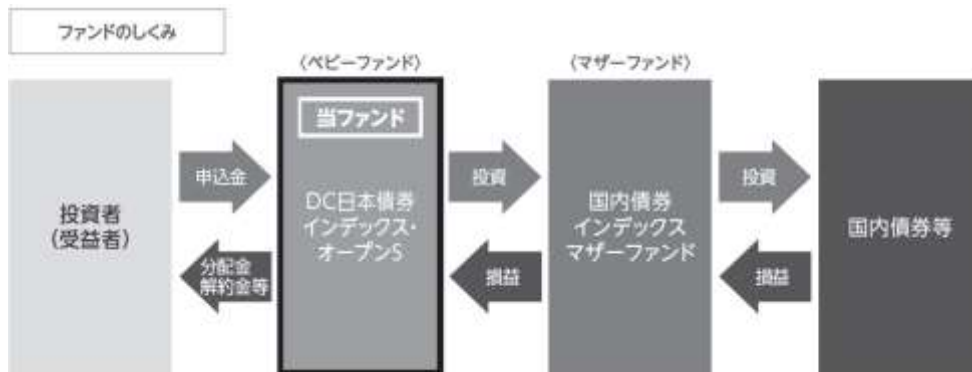 ファンドのしくみ
〈ベビーファンド〉
〈マザーファンド〉
投資者
(受益者)
申込金
分配金
解約金等
当ファンド
DC日本債券
インデックス・
オープンS
投資
損益
国内債券
インデックス
マザーファンド
投資
損益
国内債券等